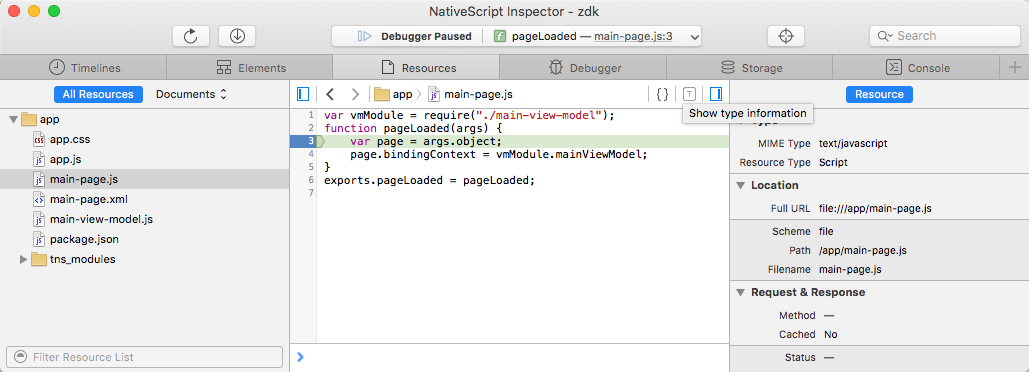 NativeScript Inspector – zdk
Debugger Paused f pageLoaded — main-page.js:3
Search
Timelines Elements Resources Debugger Storage Console +
All Resources Documents
app
app.css
app.js
main-page.js
main-page.xml
main-view-model.js
package.json
tns_modules
Filter Resource List
app main-page.js { } T
Show type information
1 var vmModule = require("./main-view-model");
2 function pageLoaded(args) {
3 var page = args.object;
4 page.bindingContext = vmModule.mainViewModel;
5 }
6 exports.pageLoaded = pageLoaded;
7
Resource
Type
MIME Type text/javascript
Resource Type Script
Location
Full URL file:///app/main-page.js
Scheme file
Path /app/main-page.js
Filename main-page.js
Request & Response
Method —
Cached No
Status —